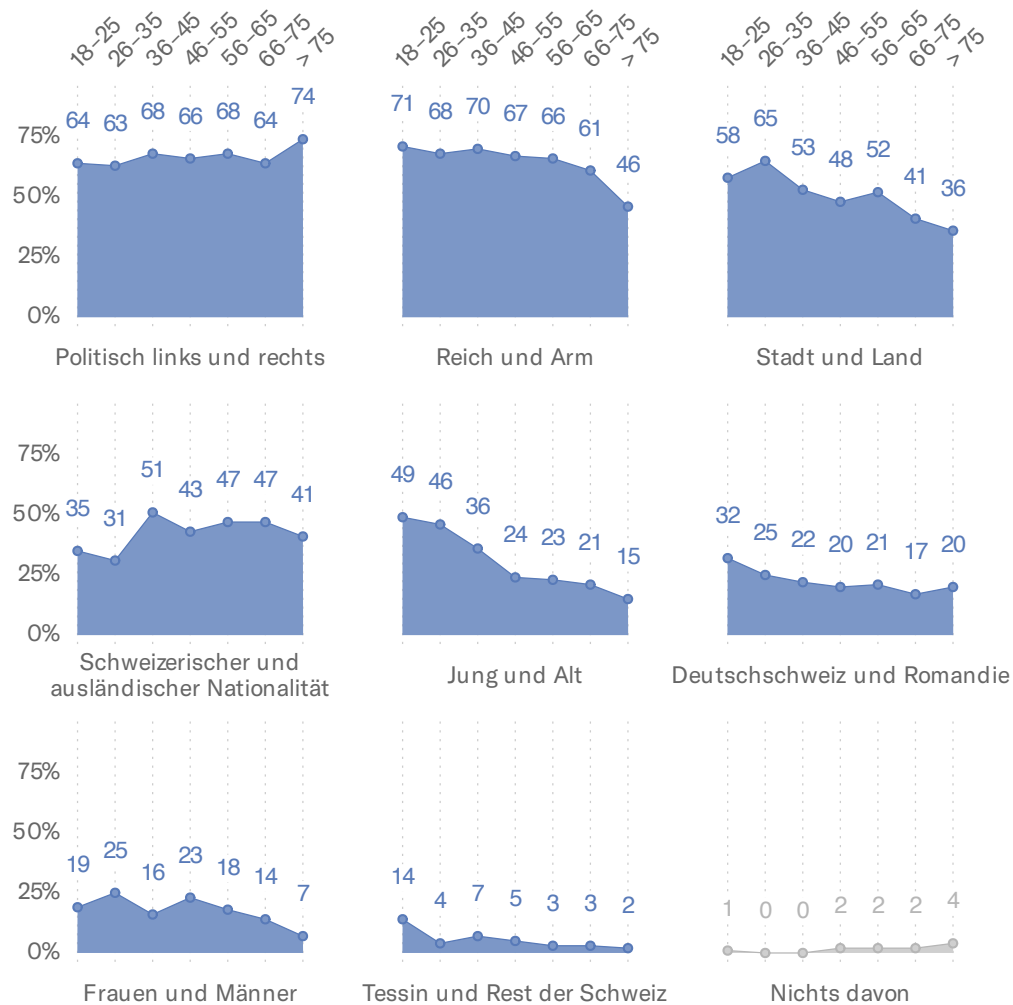 18–25 26–35 36–45 46–55 56–65 66–75 > 75
18–25 26–35 36–45 46–55 56–65 66–75 > 75
18–25 26–35 36–45 46–55 56–65 66–75 > 75
64 63 68 66 68 64 74
71 68 70 67 66 61 46
58 65 53 48 52 41 36
75%
50%
25%
0%
Politisch links und rechts
Reich und Arm
Stadt und Land
35 31 51 43 47 47 41
49 46 36 24 23 21 15
32 25 22 20 21 17 20
75%
50%
25%
0%
Schweizerischer und
ausländischer Nationalität
Jung und Alt
Deutschschweiz und Romandie
19 25 16 23 18 14 7
14 4 7 5 3 3 2
1 0 0 2 2 2 4
75%
50%
25%
0%
Frauen und Männer
Tessin und Rest der Schweiz
Nichts davon